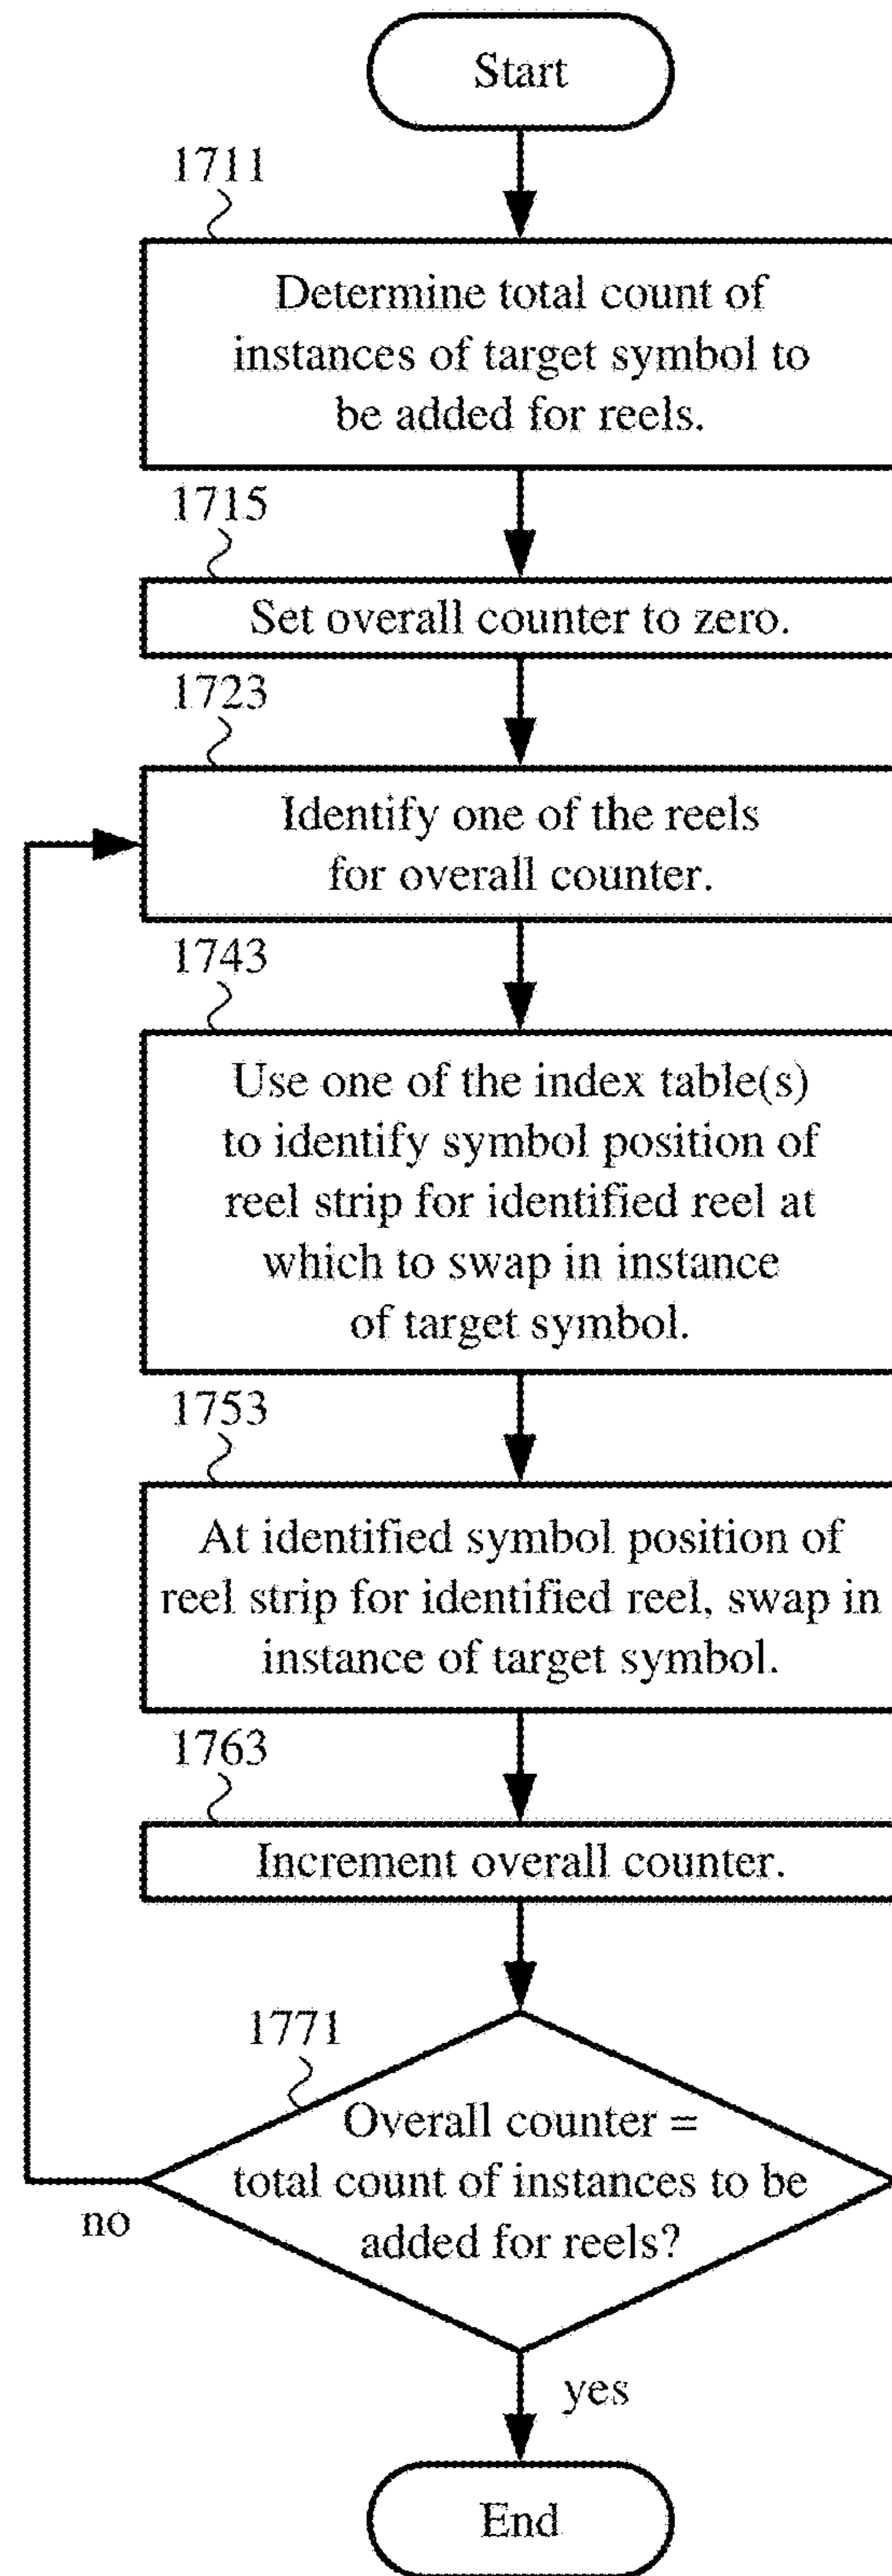 Start
1711
Determine total count of
instances of target symbol to
be added for reels.
1715
Set overall counter to zero.
1723
Identify one of the reels
for overall counter.
1743
Use one of the index table(s)
to identify symbol position of
reel strip for identified reel at
which to swap in instance
of target symbol.
1753
At identified symbol position of
reel strip for identified reel, swap in
instance of target symbol.
1763
Increment overall counter.
1771
Overall counter =
total count of instances to be
added for reels?
no
yes
End